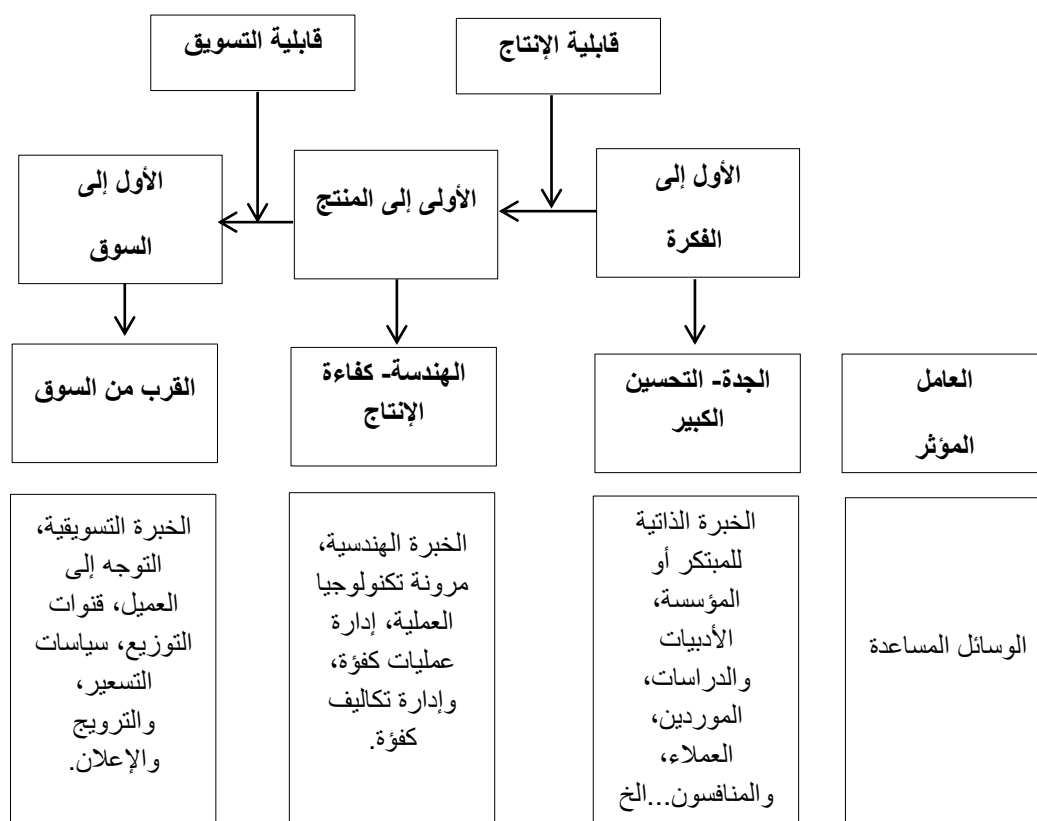 قابلية الإنتاج
قابلية التسويق
الأول إلى
الفكرة
الأولى إلى المنتج
الأول إلى
السوق
العامل
المؤثر
الجدة- التحسين
الكبير
الهندسة- كفاءة
الإنتاج
القرب من السوق
الوسائل المساعدة
الخبرة الذاتية
للمبتكر أو
المؤسسة،
الأدبيات
والدراسات،
الموردين،
العملاء،
والمنافسون...الخ
الخبرة الهندسية،
مرونة تكنولوجيا
العملية، إدارة
عمليات كفؤة،
وإدارة تكاليف
كفؤة.
الخبرة التسويقية،
التوجه إلى
العميل، قنوات
التوزيع، سياسات
التسعير،
والترويج
والإعلان.